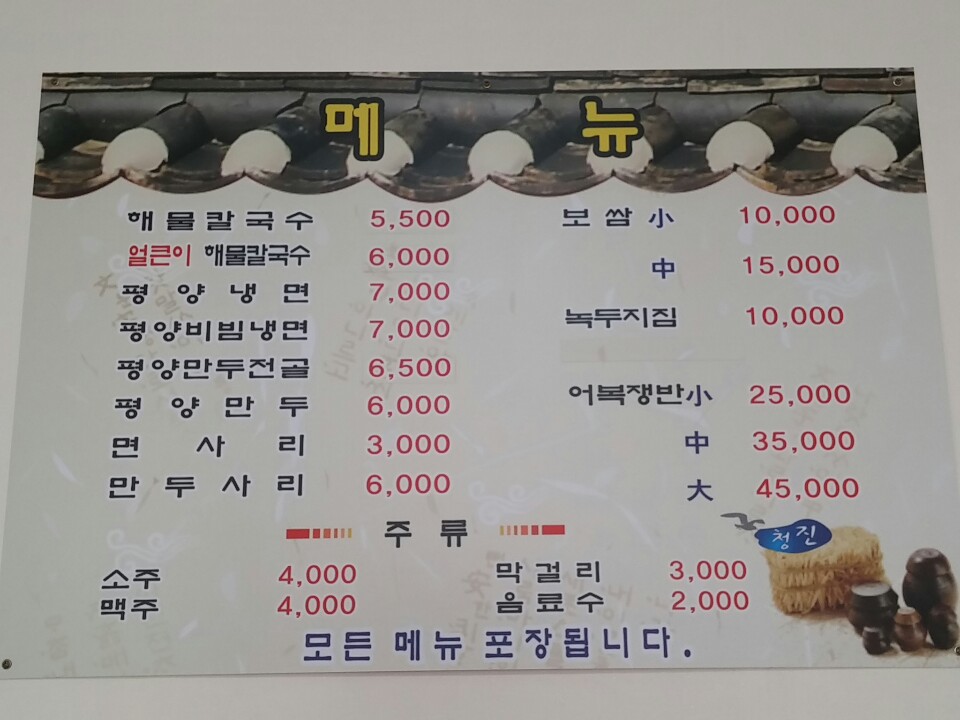 메뉴
해물칼국수 5,500
얼큰이 해물칼국수 6,000
평양냉면 7,000
평양비빔냉면 7,000
평양만두전골 6,500
평양만두 6,000
면사리 3,000
만두사리 6,000
보쌈 小 10,000
中 15,000
녹두지짐 10,000
어복쟁반 小 25,000
中 35,000
大 45,000
청진
주류
소주 4,000
맥주 4,000
막걸리 3,000
음료수 2,000
모든 메뉴 포장됩니다.